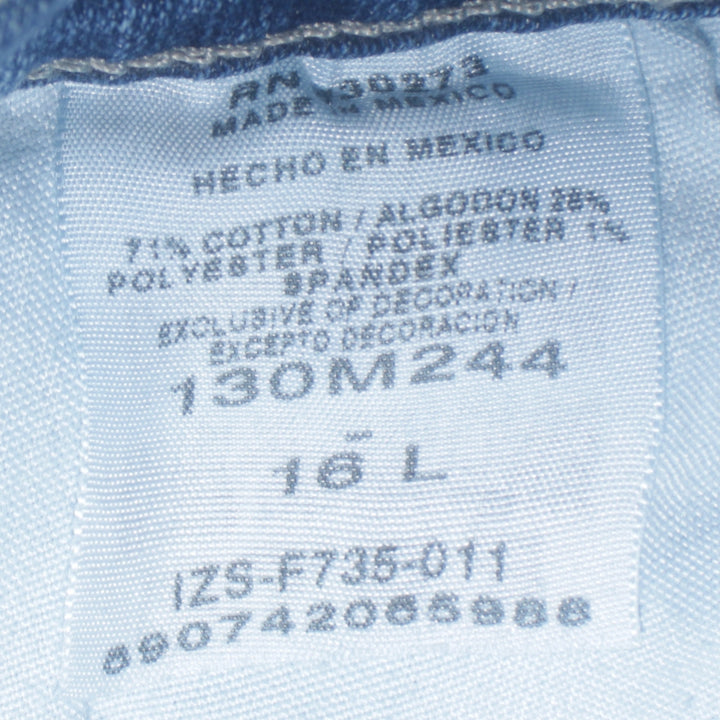 RN 130273
MADE IN MEXICO
HECHO EN MEXICO
71% COTTON / ALGODON 28%
POLYESTER / POLIESTER 1%
SPANDEX
EXCLUSIVE OF DECORATION /
EXCEPTO DECORACION
130M244
16 L
IZS-F735-011
890742065988